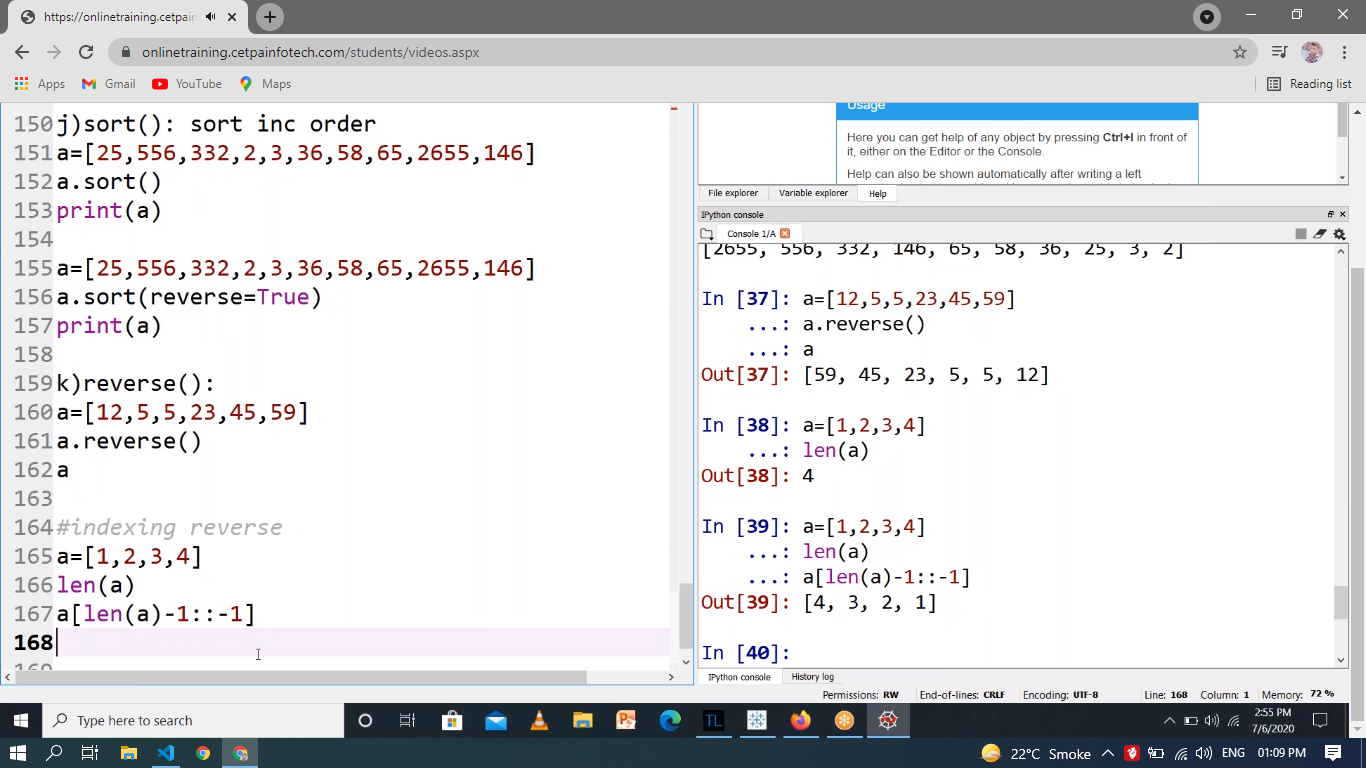 https://onlinetraining.cetpain
onlinetraining.cetpainfotech.com/students/videos.aspx
Apps Gmail YouTube Maps Reading list
150 j)sort(): sort inc order
151 a=[25,556,332,2,3,36,58,65,2655,146]
152 a.sort()
153 print(a)
154
155 a=[25,556,332,2,3,36,58,65,2655,146]
156 a.sort(reverse=True)
157 print(a)
158
159 k)reverse():
160 a=[12,5,5,23,45,59]
161 a.reverse()
162 a
163
164 #indexing reverse
165 a=[1,2,3,4]
166 len(a)
167 a[len(a)-1::-1]
168
169
Usage
Here you can get help of any object by pressing Ctrl+I in front of
it, either on the Editor or the Console.
Help can also be shown automatically after writing a left
File explorer Variable explorer Help
IPython console
Console 1/A
[2655, 556, 332, 146, 65, 58, 36, 25, 3, 2]
In [37]: a=[12,5,5,23,45,59]
...: a.reverse()
...: a
Out[37]: [59, 45, 23, 5, 5, 12]
In [38]: a=[1,2,3,4]
...: len(a)
Out[38]: 4
In [39]: a=[1,2,3,4]
...: len(a)
...: a[len(a)-1::-1]
Out[39]: [4, 3, 2, 1]
In [40]:
IPython console History log
Permissions: RW End-of-lines: CRLF Encoding: UTF-8 Line: 168 Column: 1 Memory: 72 %
Type here to search
TL
2:55 PM
7/6/2020
22°C Smoke ENG 01:09 PM